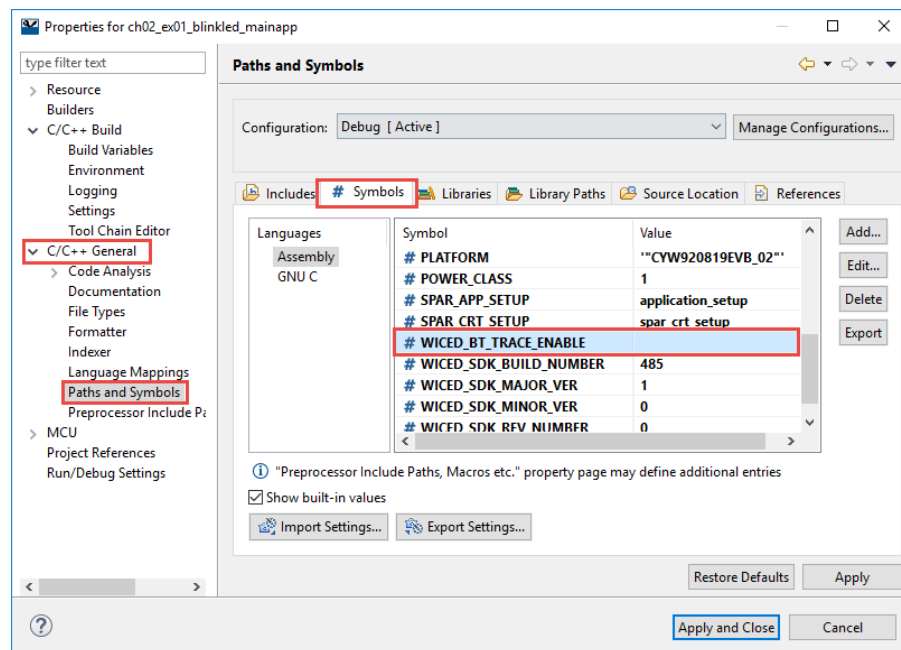 Properties for ch02_ex01_blinkled_mainapp
type filter text
Resource
Builders
C/C++ Build
Build Variables
Environment
Logging
Settings
Tool Chain Editor
C/C++ General
Code Analysis
Documentation
File Types
Formatter
Indexer
Language Mappings
Paths and Symbols
Preprocessor Include Pa
MCU
Project References
Run/Debug Settings
Paths and Symbols
Configuration: Debug [ Active ] Manage Configurations...
Includes # Symbols Libraries Library Paths Source Location References
Languages
Assembly
GNU C
Symbol Value
# PLATFORM '"CYW920819EVB_02"'
# POWER_CLASS 1
# SPAR_APP_SETUP application_setup
# SPAR_CRT_SETUP spar_crt_setup
# WICED_BT_TRACE_ENABLE
# WICED_SDK_BUILD_NUMBER 485
# WICED_SDK_MAJOR_VER 1
# WICED_SDK_MINOR_VER 0
# WICED_SDK_REV_NUMBER 0
Add...
Edit...
Delete
Export
"Preprocessor Include Paths, Macros etc." property page may define additional entries
Show built-in values
Import Settings... Export Settings...
Restore Defaults Apply
? Apply and Close Cancel